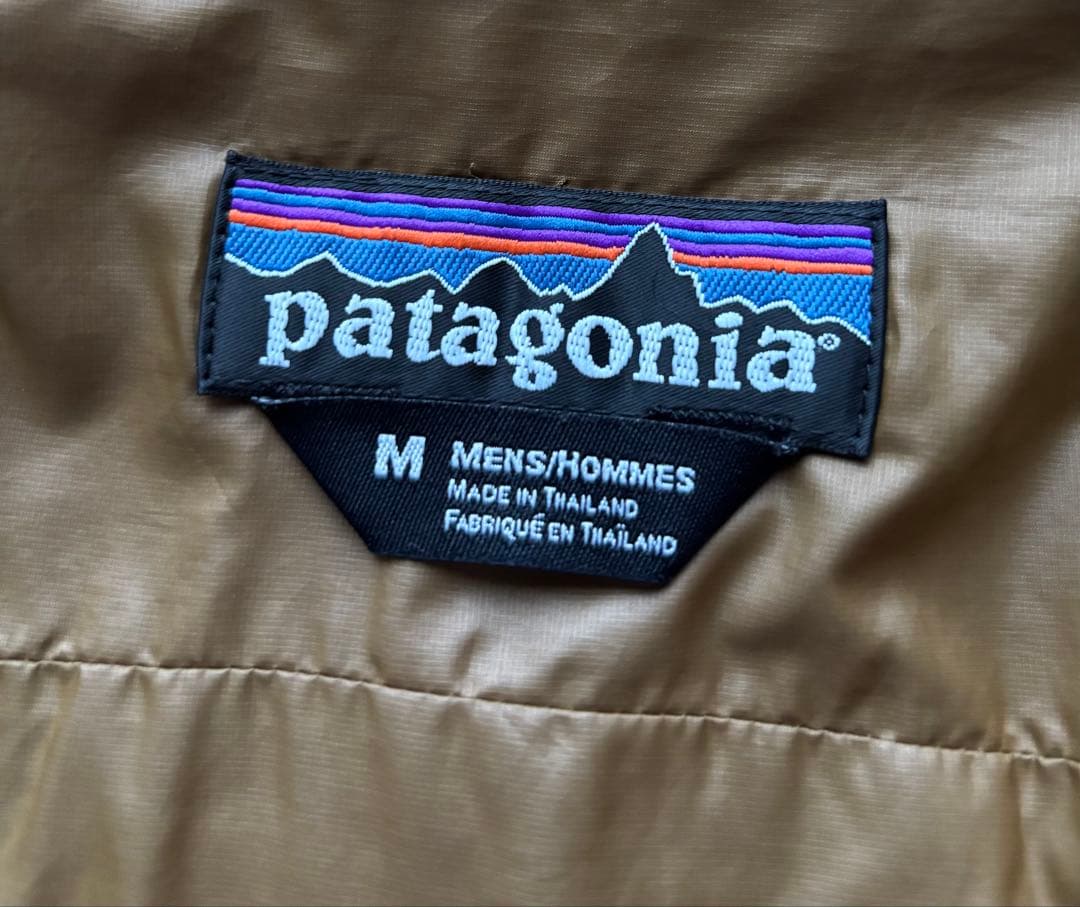 patagonia®
M MENS/HOMMES
MADE IN THAILAND
FABRIQUÉ EN THAÏLAND